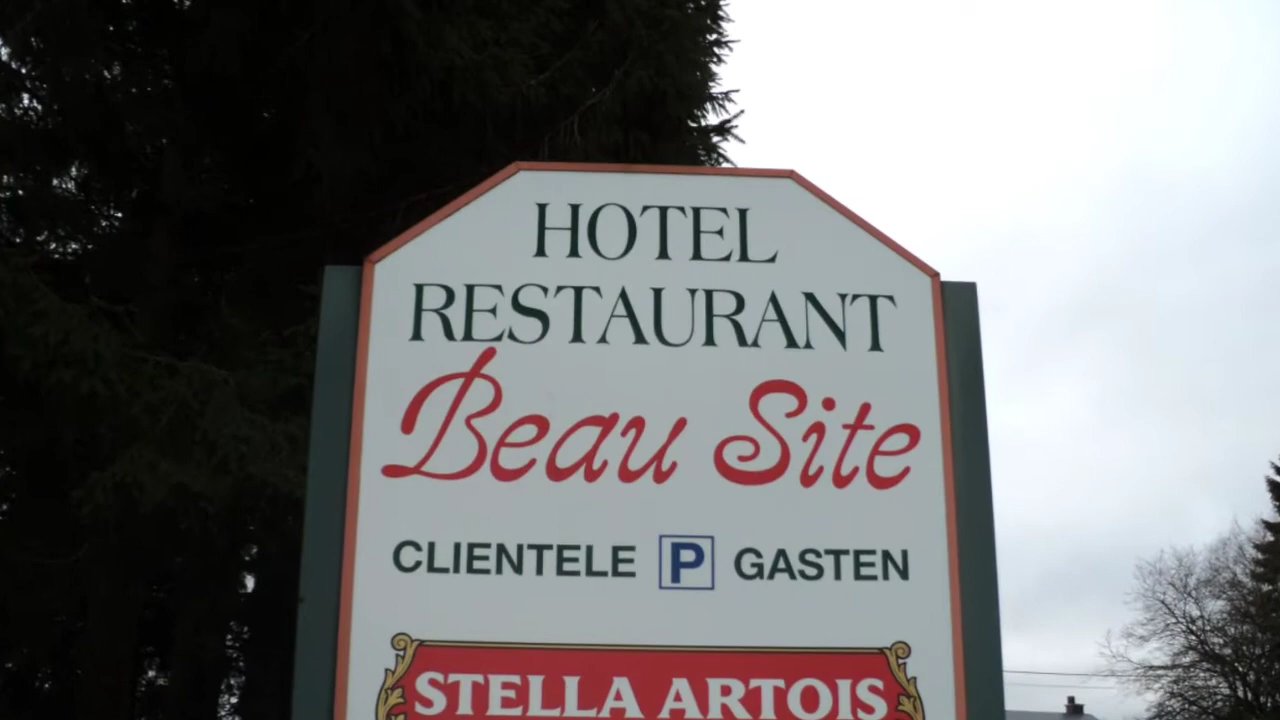 HOTEL
RESTAURANT
Beau Site
CLIENTELE P GASTEN
STELLA ARTOIS